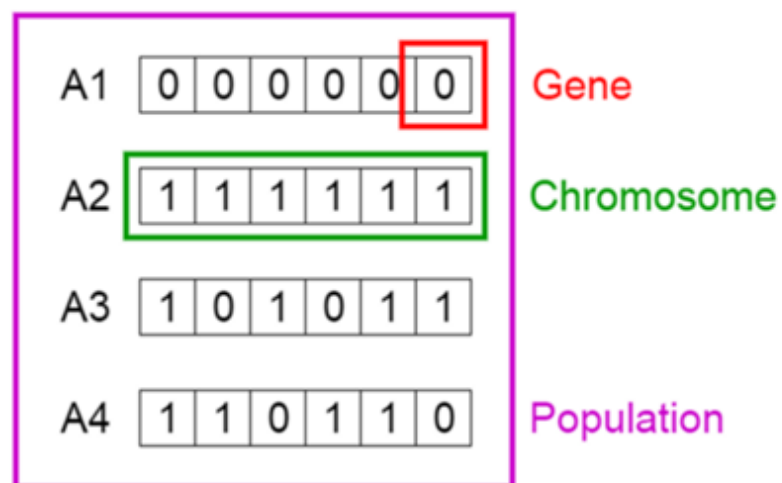 A1 0 0 0 0 0 0 Gene
A2 1 1 1 1 1 1 Chromosome
A3 1 0 1 0 1 1
A4 1 1 0 1 1 0 Population